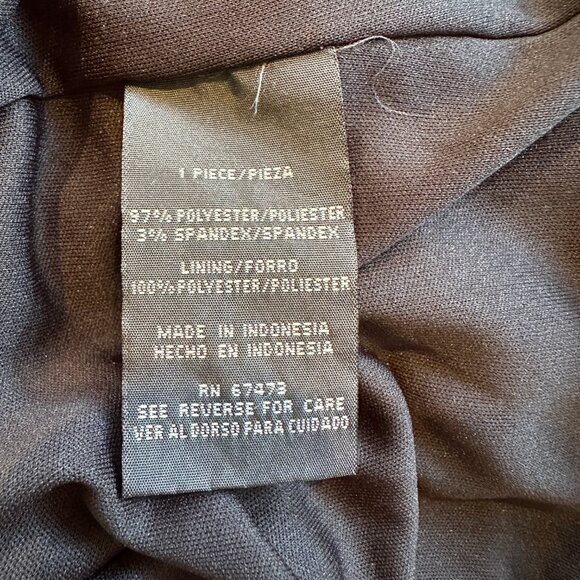 1 PIECE/PIEZA
97% POLYESTER/POLIESTER
3% SPANDEX/SPANDEX
LINING/FORRO
100%POLYESTER/POLIESTER
MADE IN INDONESIA
HECHO EN INDONESIA
RN 67473
SEE REVERSE FOR CARE
VER AL DORSO PARA CUIDADO